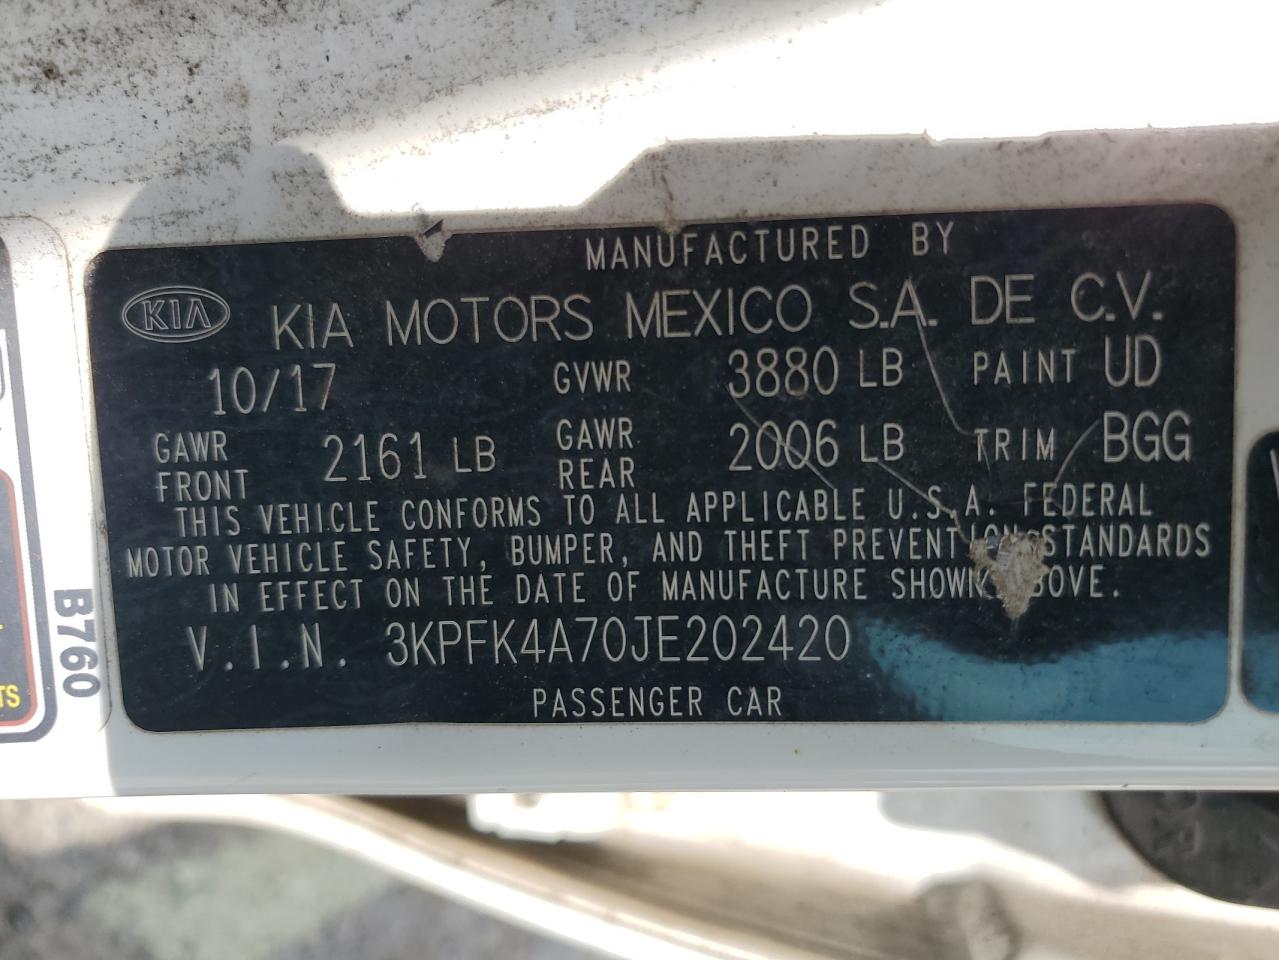 MANUFACTURED BY
KIA KIA MOTORS MEXICO S.A. DE C.V.
10/17 GVWR 3880 LB PAINT UD
GAWR FRONT 2161 LB GAWR REAR 2006 LB TRIM BGG
THIS VEHICLE CONFORMS TO ALL APPLICABLE U.S.A. FEDERAL
MOTOR VEHICLE SAFETY, BUMPER, AND THEFT PREVENTION STANDARDS
IN EFFECT ON THE DATE OF MANUFACTURE SHOWN ABOVE.
V.I.N. 3KPFK4A70JE202420
PASSENGER CAR
B760